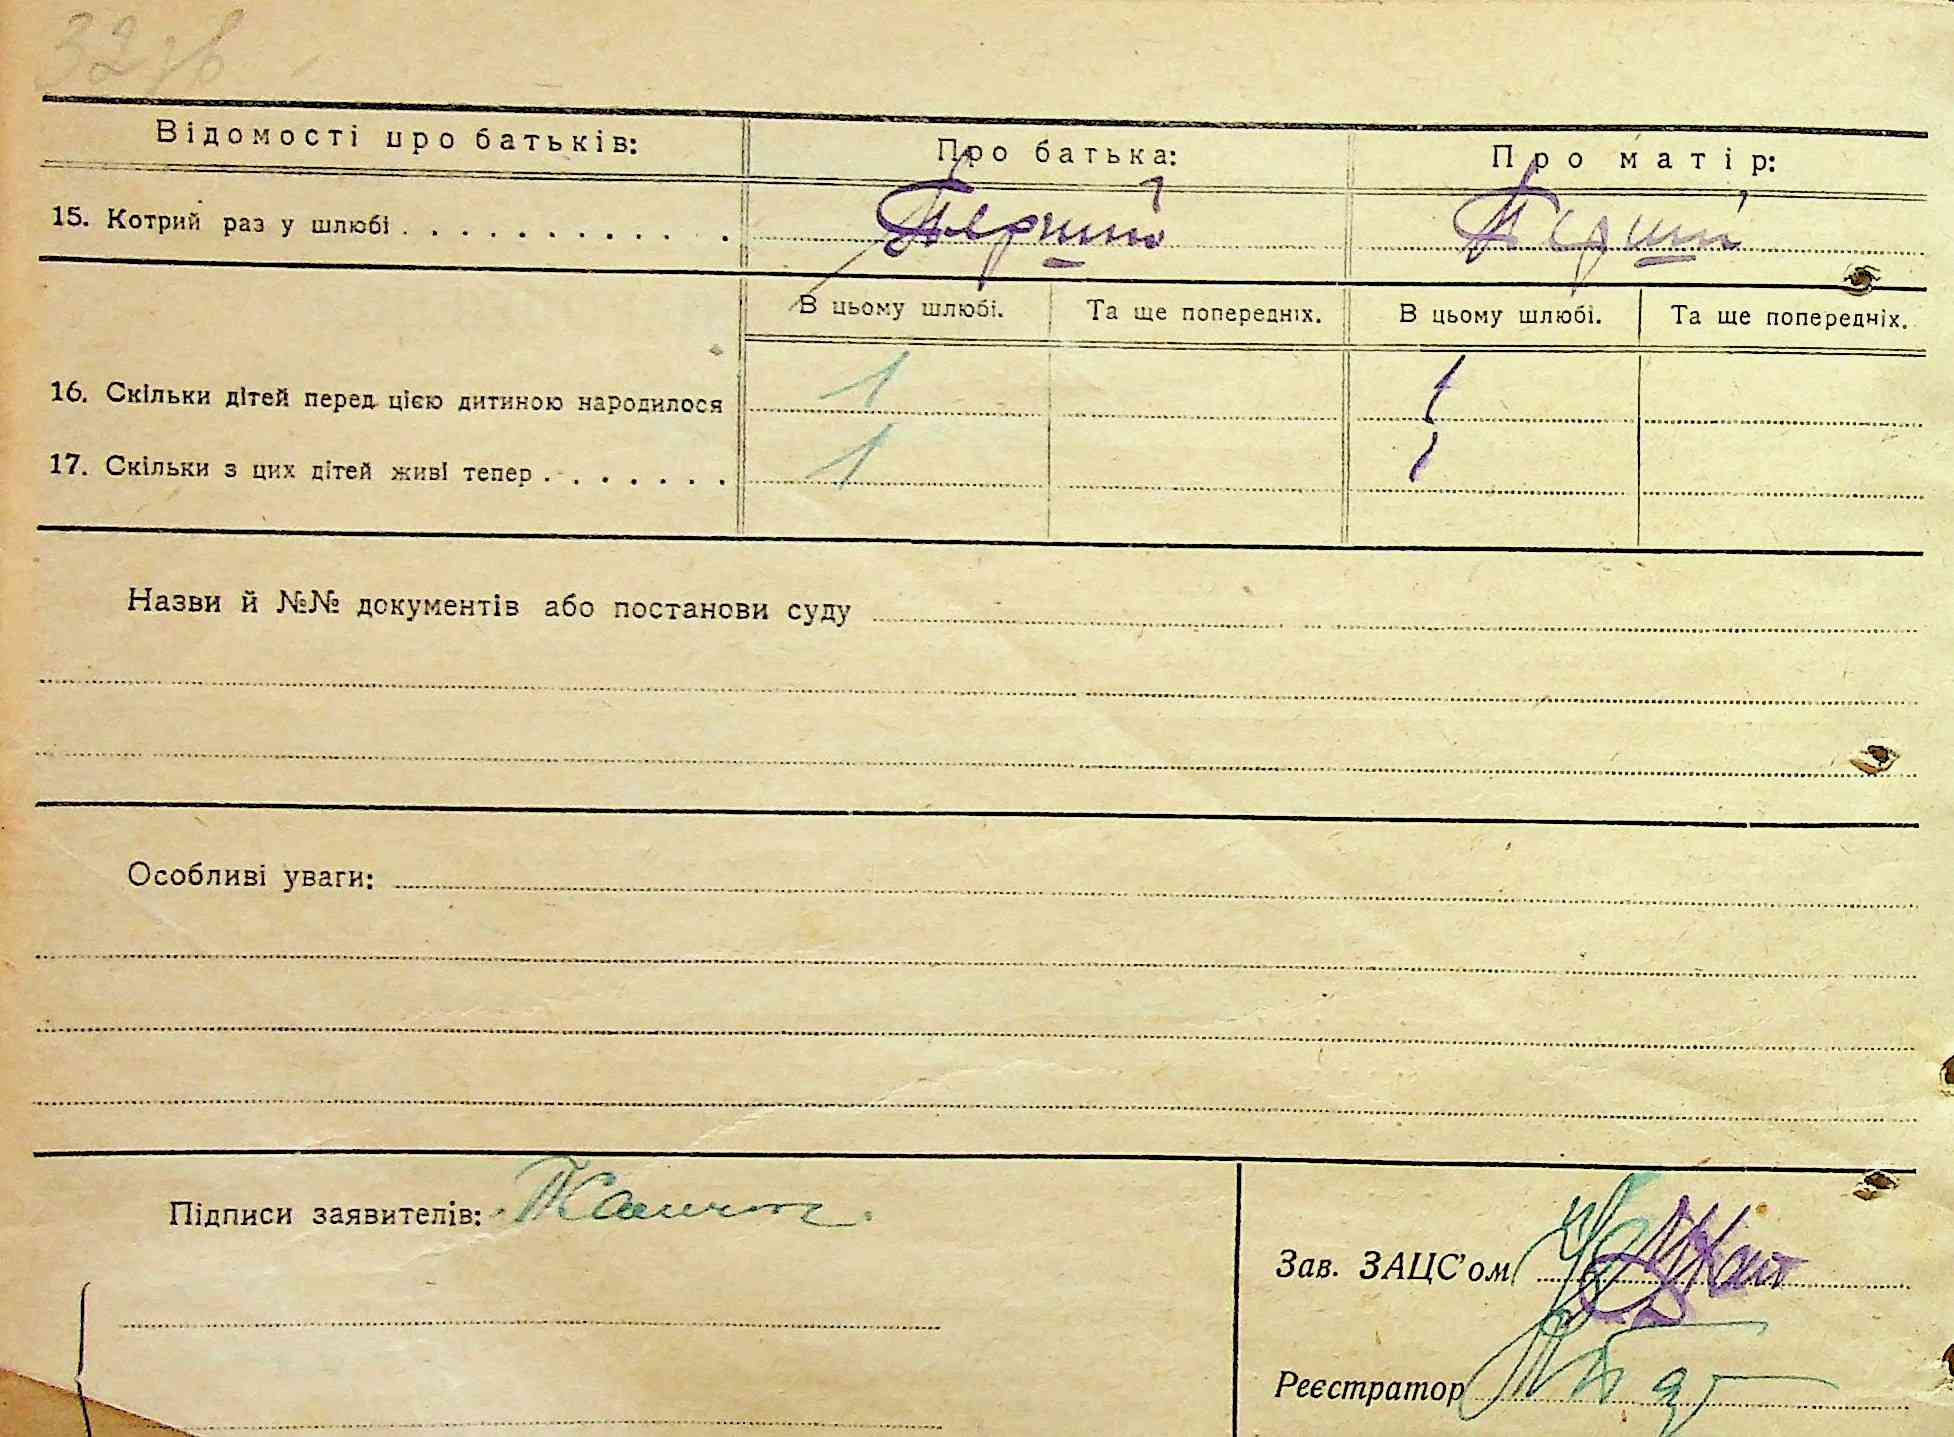 32 зв
Відомості про батьків: Про батька: Про матір:
15. Котрий раз у шлюбі . . . . . . . . . . . . Перший Перший
В цьому шлюбі. Та ще попередніх. В цьому шлюбі. Та ще попередніх.
16. Скільки дітей перед цією дитиною народилося 1 1
17. Скільки з цих дітей живі тепер . . . . . . . 1 1
Назви й №№ документів або постанови суду
Особливі уваги:
Підписи заявителів:
Зав. ЗАЦС'ом
Реєстратор